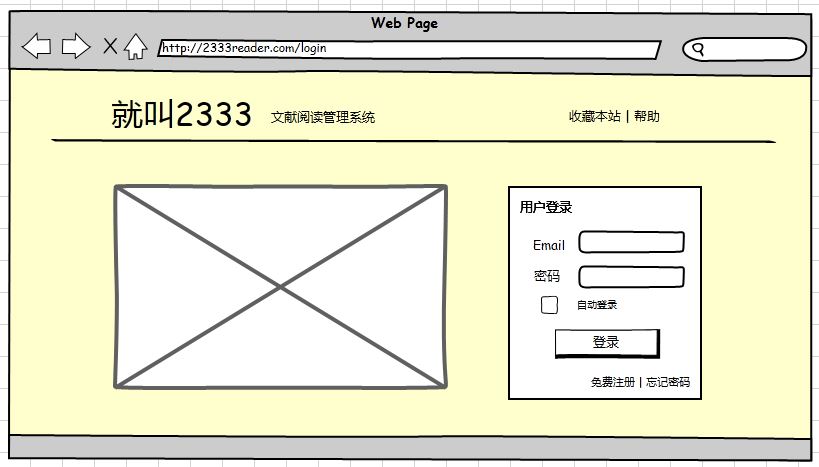 Web Page
http://2333reader.com/login
就叫2333 文献阅读管理系统 收藏本站 | 帮助
用户登录
Email
密码
自动登录
登录
免费注册 | 忘记密码